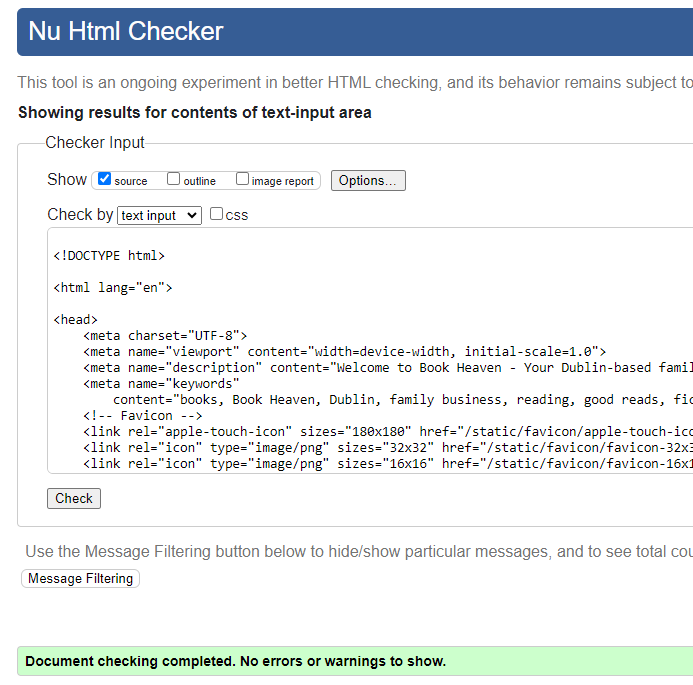 Nu Html Checker
This tool is an ongoing experiment in better HTML checking, and its behavior remains subject to
Showing results for contents of text-input area
Checker Input
Show source outline image report Options...
Check by text input css
<!DOCTYPE html>
<html lang="en">
<head>
<meta charset="UTF-8">
<meta name="viewport" content="width=device-width, initial-scale=1.0">
<meta name="description" content="Welcome to Book Heaven - Your Dublin-based famil
<meta name="keywords"
content="books, Book Heaven, Dublin, family business, reading, good reads, fic
<!-- Favicon -->
<link rel="apple-touch-icon" sizes="180x180" href="/static/favicon/apple-touch-ico
<link rel="icon" type="image/png" sizes="32x32" href="/static/favicon/favicon-32x3
<link rel="icon" type="image/png" sizes="16x16" href="/static/favicon/favicon-16x1
Check
Use the Message Filtering button below to hide/show particular messages, and to see total cou
Message Filtering
Document checking completed. No errors or warnings to show.